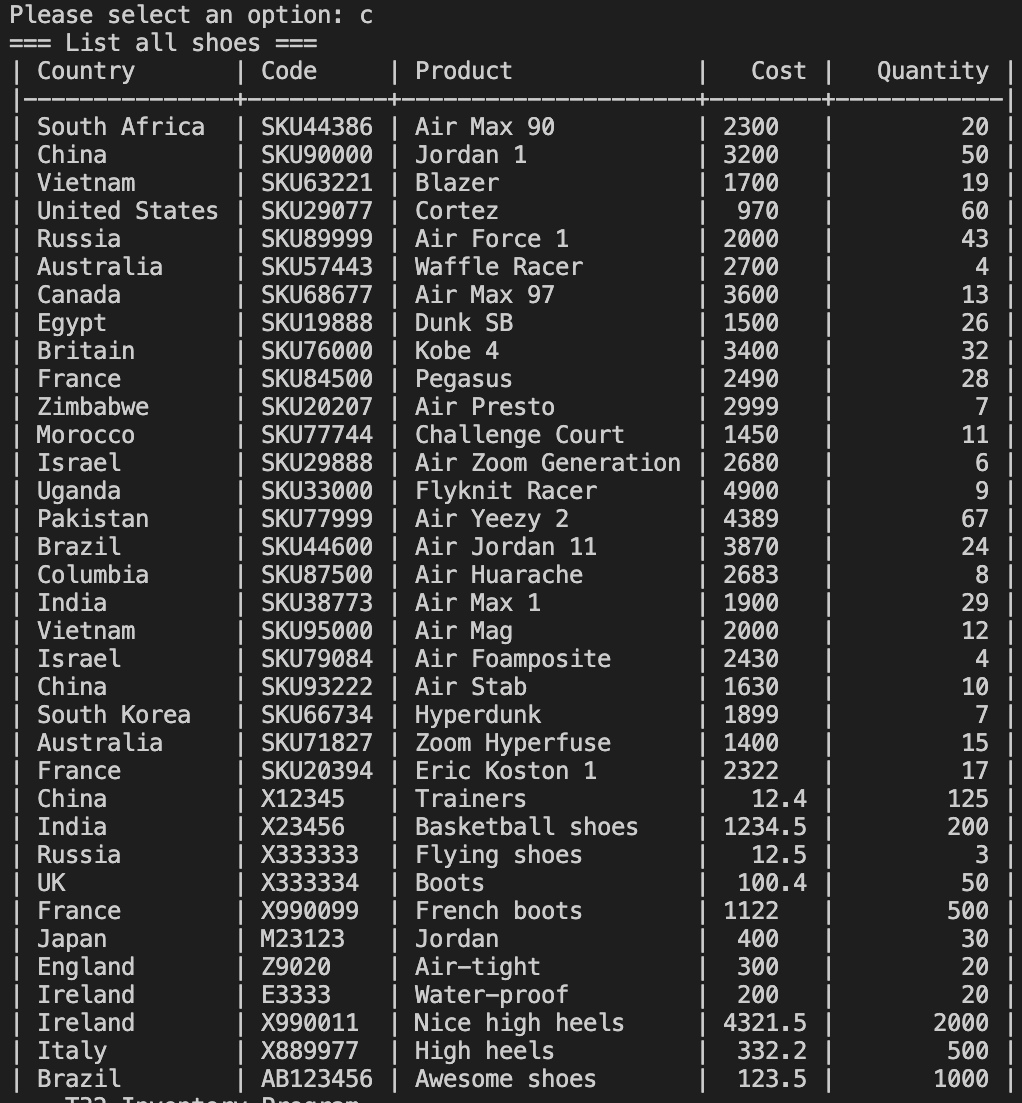 Please select an option: c
=== List all shoes ===
| Country        | Code     | Product             |   Cost |   Quantity |
|----------------+----------+---------------------+--------+------------|
| South Africa   | SKU44386 | Air Max 90          | 2300   |         20 |
| China          | SKU90000 | Jordan 1            | 3200   |         50 |
| Vietnam        | SKU63221 | Blazer              | 1700   |         19 |
| United States  | SKU29077 | Cortez              |  970   |         60 |
| Russia         | SKU89999 | Air Force 1         | 2000   |         43 |
| Australia      | SKU57443 | Waffle Racer        | 2700   |          4 |
| Canada         | SKU68677 | Air Max 97          | 3600   |         13 |
| Egypt          | SKU19888 | Dunk SB             | 1500   |         26 |
| Britain        | SKU76000 | Kobe 4              | 3400   |         32 |
| France         | SKU84500 | Pegasus             | 2490   |         28 |
| Zimbabwe       | SKU20207 | Air Presto          | 2999   |          7 |
| Morocco        | SKU77744 | Challenge Court     | 1450   |         11 |
| Israel         | SKU29888 | Air Zoom Generation | 2680   |          6 |
| Uganda         | SKU33000 | Flyknit Racer       | 4900   |          9 |
| Pakistan       | SKU77999 | Air Yeezy 2         | 4389   |         67 |
| Brazil         | SKU44600 | Air Jordan 11       | 3870   |         24 |
| Columbia       | SKU87500 | Air Huarache        | 2683   |          8 |
| India          | SKU38773 | Air Max 1           | 1900   |         29 |
| Vietnam        | SKU95000 | Air Mag             | 2000   |         12 |
| Israel         | SKU79084 | Air Foamposite      | 2430   |          4 |
| China          | SKU93222 | Air Stab            | 1630   |         10 |
| South Korea    | SKU66734 | Hyperdunk           | 1899   |          7 |
| Australia      | SKU71827 | Zoom Hyperfuse      | 1400   |         15 |
| France         | SKU20394 | Eric Koston 1       | 2322   |         17 |
| China          | X12345   | Trainers            |   12.4 |        125 |
| India          | X23456   | Basketball shoes    | 1234.5 |        200 |
| Russia         | X333333  | Flying shoes        |   12.5 |          3 |
| UK             | X333334  | Boots               |  100.4 |         50 |
| France         | X990099  | French boots        | 1122   |        500 |
| Japan          | M23123   | Jordan              |  400   |         30 |
| England        | Z9020    | Air-tight           |  300   |         20 |
| Ireland        | E3333    | Water-proof         |  200   |         20 |
| Ireland        | X990011  | Nice high heels     | 4321.5 |       2000 |
| Italy          | X889977  | High heels          |  332.2 |        500 |
| Brazil         | AB123456 | Awesome shoes       |  123.5 |       1000 |
Inventory Program